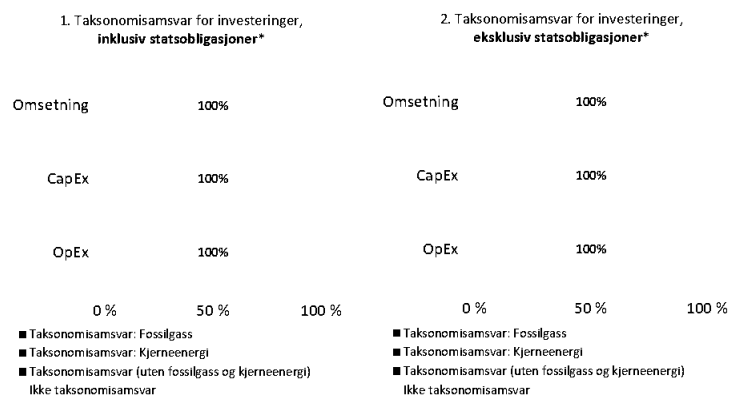 1. Taksonomisamsvar for investeringer,
inklusiv statsobligasjoner*
Omsetning 100%
CapEx 100%
OpEx 100%
0 % 50 % 100 %
■ Taksonomisamsvar: Fossilgass
■ Taksonomisamsvar: Kjerneenergi
■ Taksonomisamsvar (uten fossilgass og kjerneenergi)
Ikke taksonomisamsvar
2. Taksonomisamsvar for investeringer,
eksklusiv statsobligasjoner*
Omsetning 100%
CapEx 100%
OpEx 100%
0 % 50 % 100 %
■ Taksonomisamsvar: Fossilgass
■ Taksonomisamsvar: Kjerneenergi
■ Taksonomisamsvar (uten fossilgass og kjerneenergi)
Ikke taksonomisamsvar